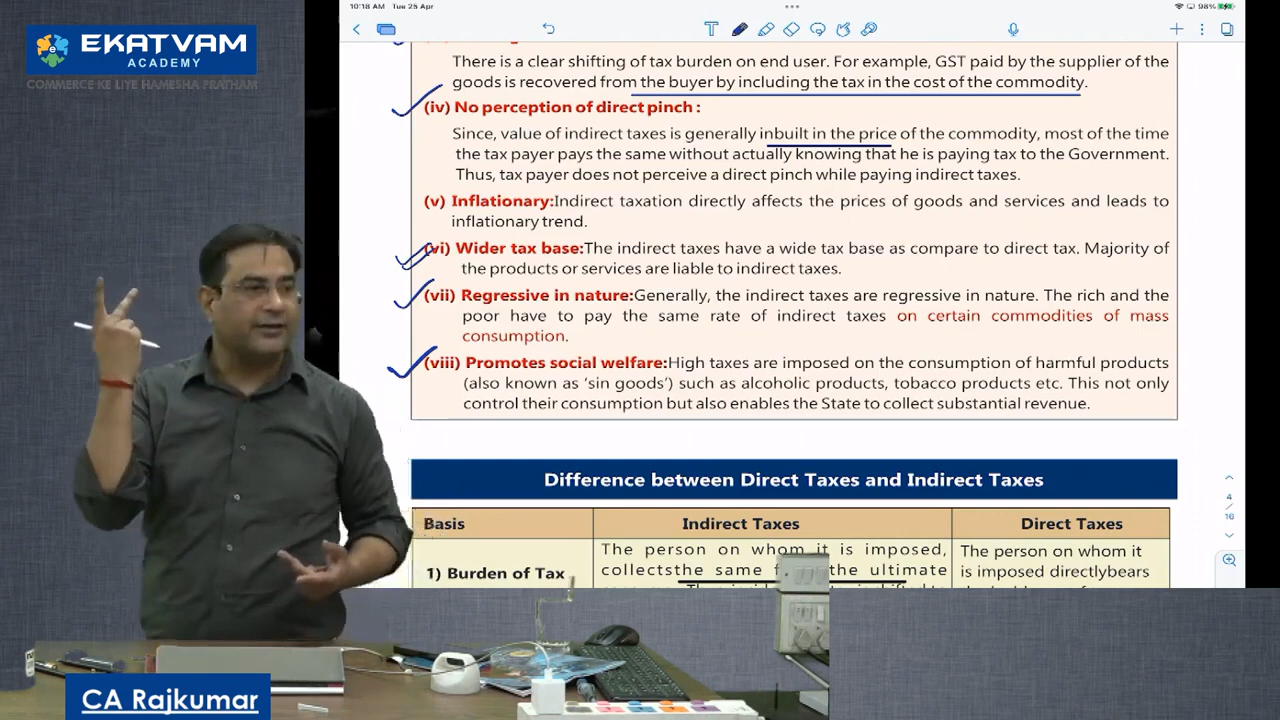 10:18 AM Tue 25 Apr
98%
EKATVAM
ACADEMY
COMMERCE KE LIYE HAMESHA PRATHAM
There is a clear shifting of tax burden on end user. For example, GST paid by the supplier of the
goods is recovered from the buyer by including the tax in the cost of the commodity.
(iv) No perception of direct pinch :
Since, value of indirect taxes is generally inbuilt in the price of the commodity, most of the time
the tax payer pays the same without actually knowing that he is paying tax to the Government.
Thus, tax payer does not perceive a direct pinch while paying indirect taxes.
(v) Inflationary:Indirect taxation directly affects the prices of goods and services and leads to
inflationary trend.
(vi) Wider tax base:The indirect taxes have a wide tax base as compare to direct tax. Majority of
the products or services are liable to indirect taxes.
(vii) Regressive in nature:Generally, the indirect taxes are regressive in nature. The rich and the
poor have to pay the same rate of indirect taxes on certain commodities of mass
consumption.
(viii) Promotes social welfare:High taxes are imposed on the consumption of harmful products
(also known as 'sin goods') such as alcoholic products, tobacco products etc. This not only
control their consumption but also enables the State to collect substantial revenue.
Difference between Direct Taxes and Indirect Taxes
Basis Indirect Taxes Direct Taxes
1) Burden of Tax
The person on whom it is imposed,
collectsthe same the ultimate
The person on whom it
is imposed directlybears
4
16
CA Rajkumar